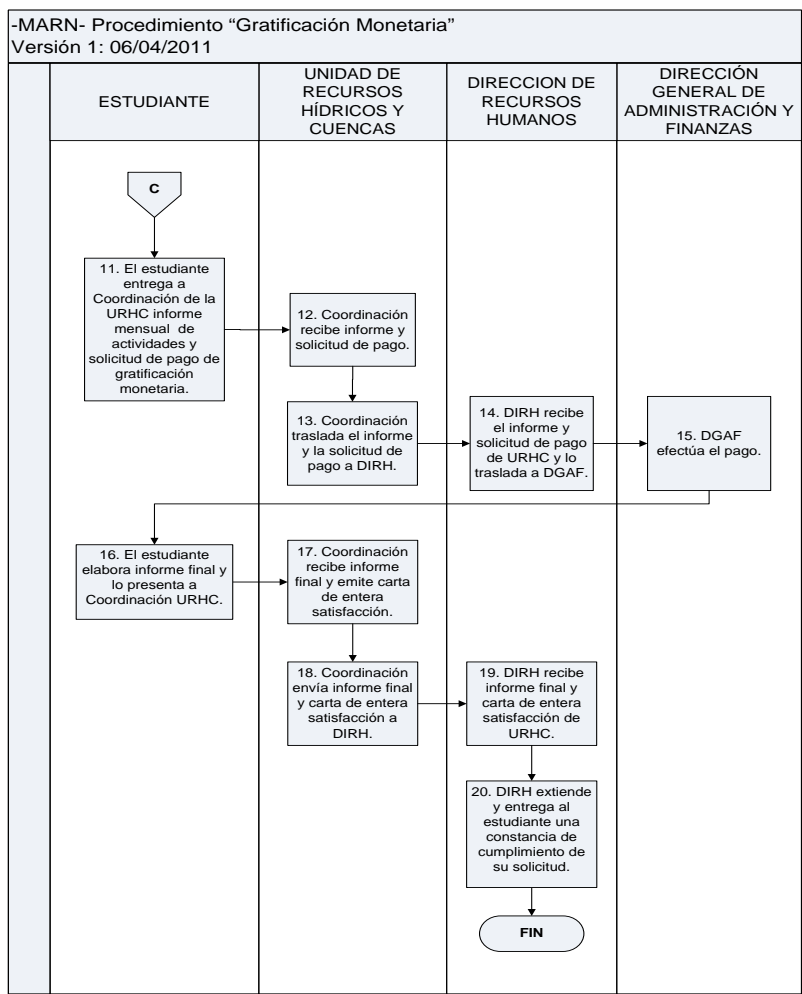 -MARN- Procedimiento “Gratificación Monetaria”
Versión 1: 06/04/2011
ESTUDIANTE
UNIDAD DE
RECURSOS
HÍDRICOS Y
CUENCAS
DIRECCION DE
RECURSOS
HUMANOS
DIRECCIÓN
GENERAL DE
ADMINISTRACIÓN Y
FINANZAS
C
11. El estudiante
entrega a
Coordinación de la
URHC informe
mensual de
actividades y
solicitud de pago de
gratificación
monetaria.
12. Coordinación
recibe informe y
solicitud de pago.
13. Coordinación
traslada el informe
y la solicitud de
pago a DIRH.
14. DIRH recibe
el informe y
solicitud de pago
de URHC y lo
traslada a DGAF.
15. DGAF
efectúa el pago.
16. El estudiante
elabora informe final y
lo presenta a
Coordinación URHC.
17. Coordinación
recibe informe
final y emite carta
de entera
satisfacción.
18. Coordinación
envía informe final
y carta de entera
satisfacción a
DIRH.
19. DIRH recibe
informe final y
carta de entera
satisfacción de
URHC.
20. DIRH extiende
y entrega al
estudiante una
constancia de
cumplimiento de
su solicitud.
FIN